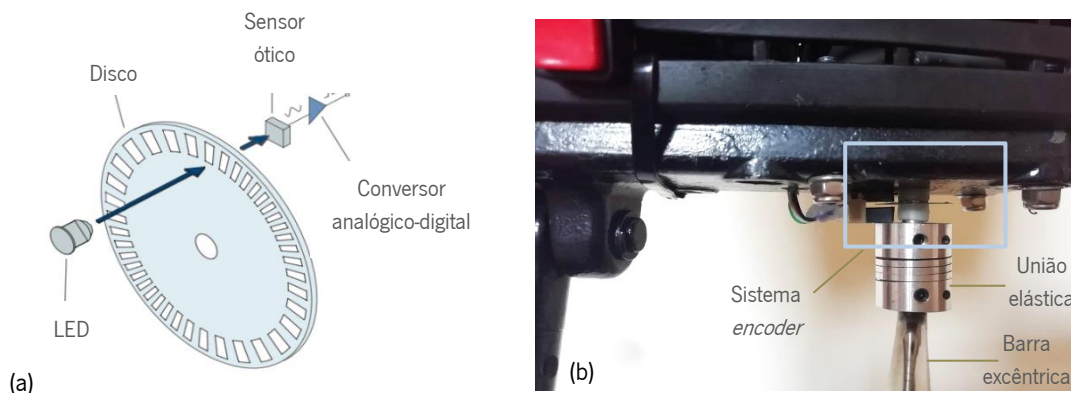 Sensor
ótico
Disco
Conversor
analógico-digital
LED
(a)
Sistema
encoder
União
elástica
Barra
excêntrica
(b)